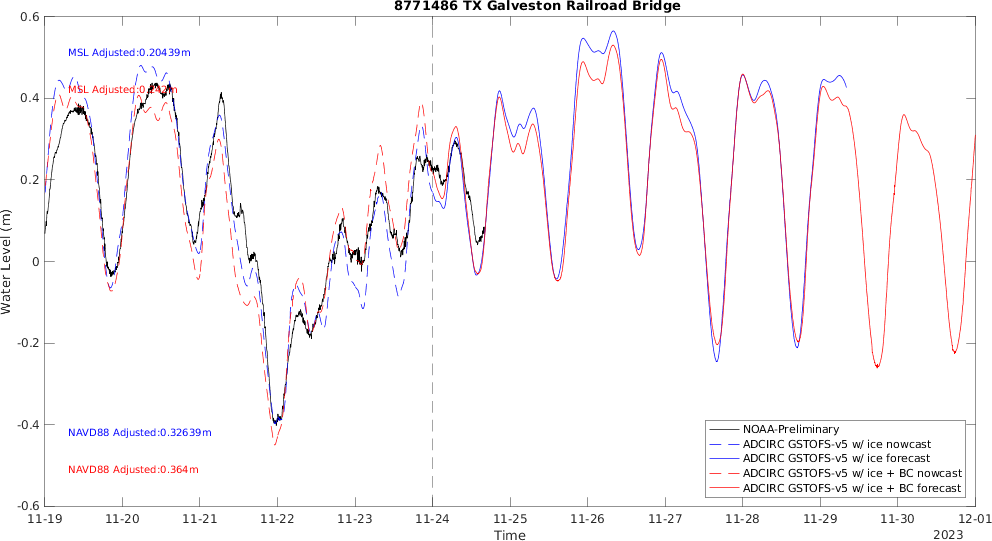 8771486 TX Galveston Railroad Bridge
0.6
0.4
0.2
0
-0.2
-0.4
-0.6
Water Level (m)
MSL Adjusted:0.20439m
MSL Adjusted:
NAVD88 Adjusted:0.32639m
NAVD88 Adjusted:0.364m
NOAA-Preliminary
ADCIRC GSTOFS-v5 w/ ice nowcast
ADCIRC GSTOFS-v5 w/ ice forecast
ADCIRC GSTOFS-v5 w/ ice + BC nowcast
ADCIRC GSTOFS-v5 w/ ice + BC forecast
11-19 11-20 11-21 11-22 11-23 11-24 11-25 11-26 11-27 11-28 11-29 11-30 12-01
Time
2023